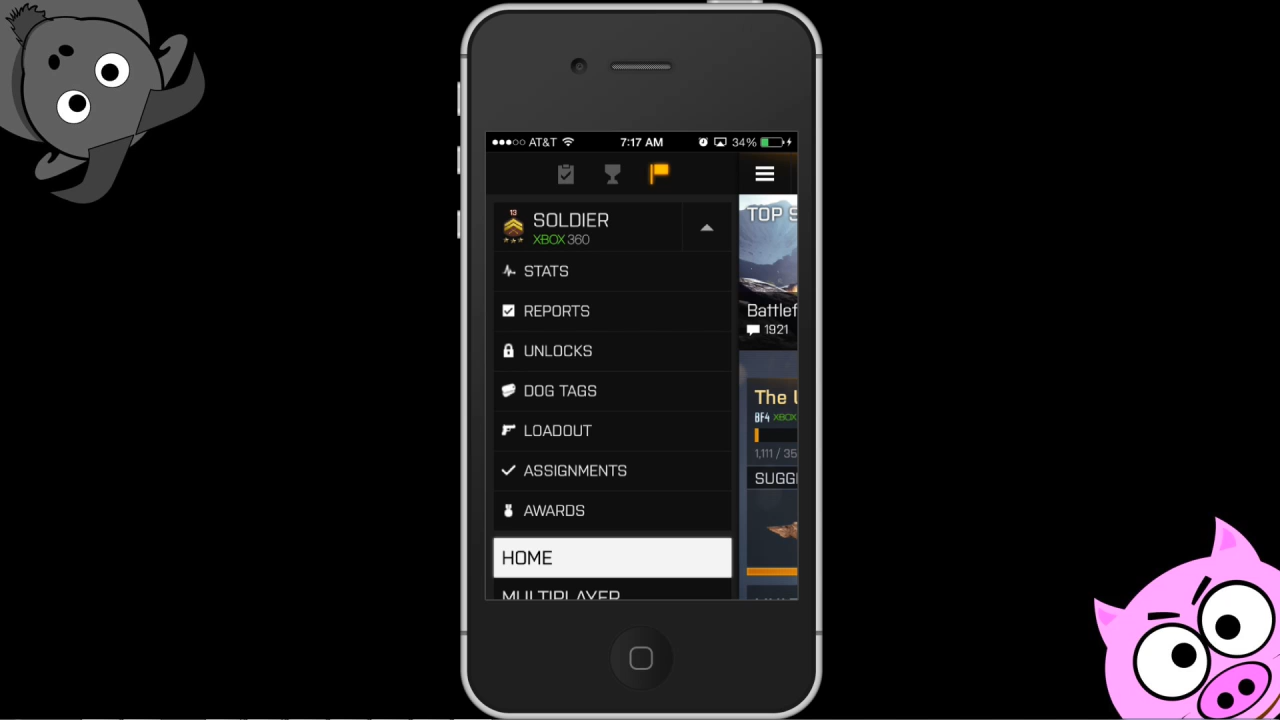 AT&T 7:17 AM 34%
13
SOLDIER
XBOX 360
STATS
REPORTS
UNLOCKS
DOG TAGS
LOADOUT
ASSIGNMENTS
AWARDS
HOME
MULTIPLAYER
TOP S
Battlef
1921
The U
BF4 XBOX
1,111 / 35
SUGG